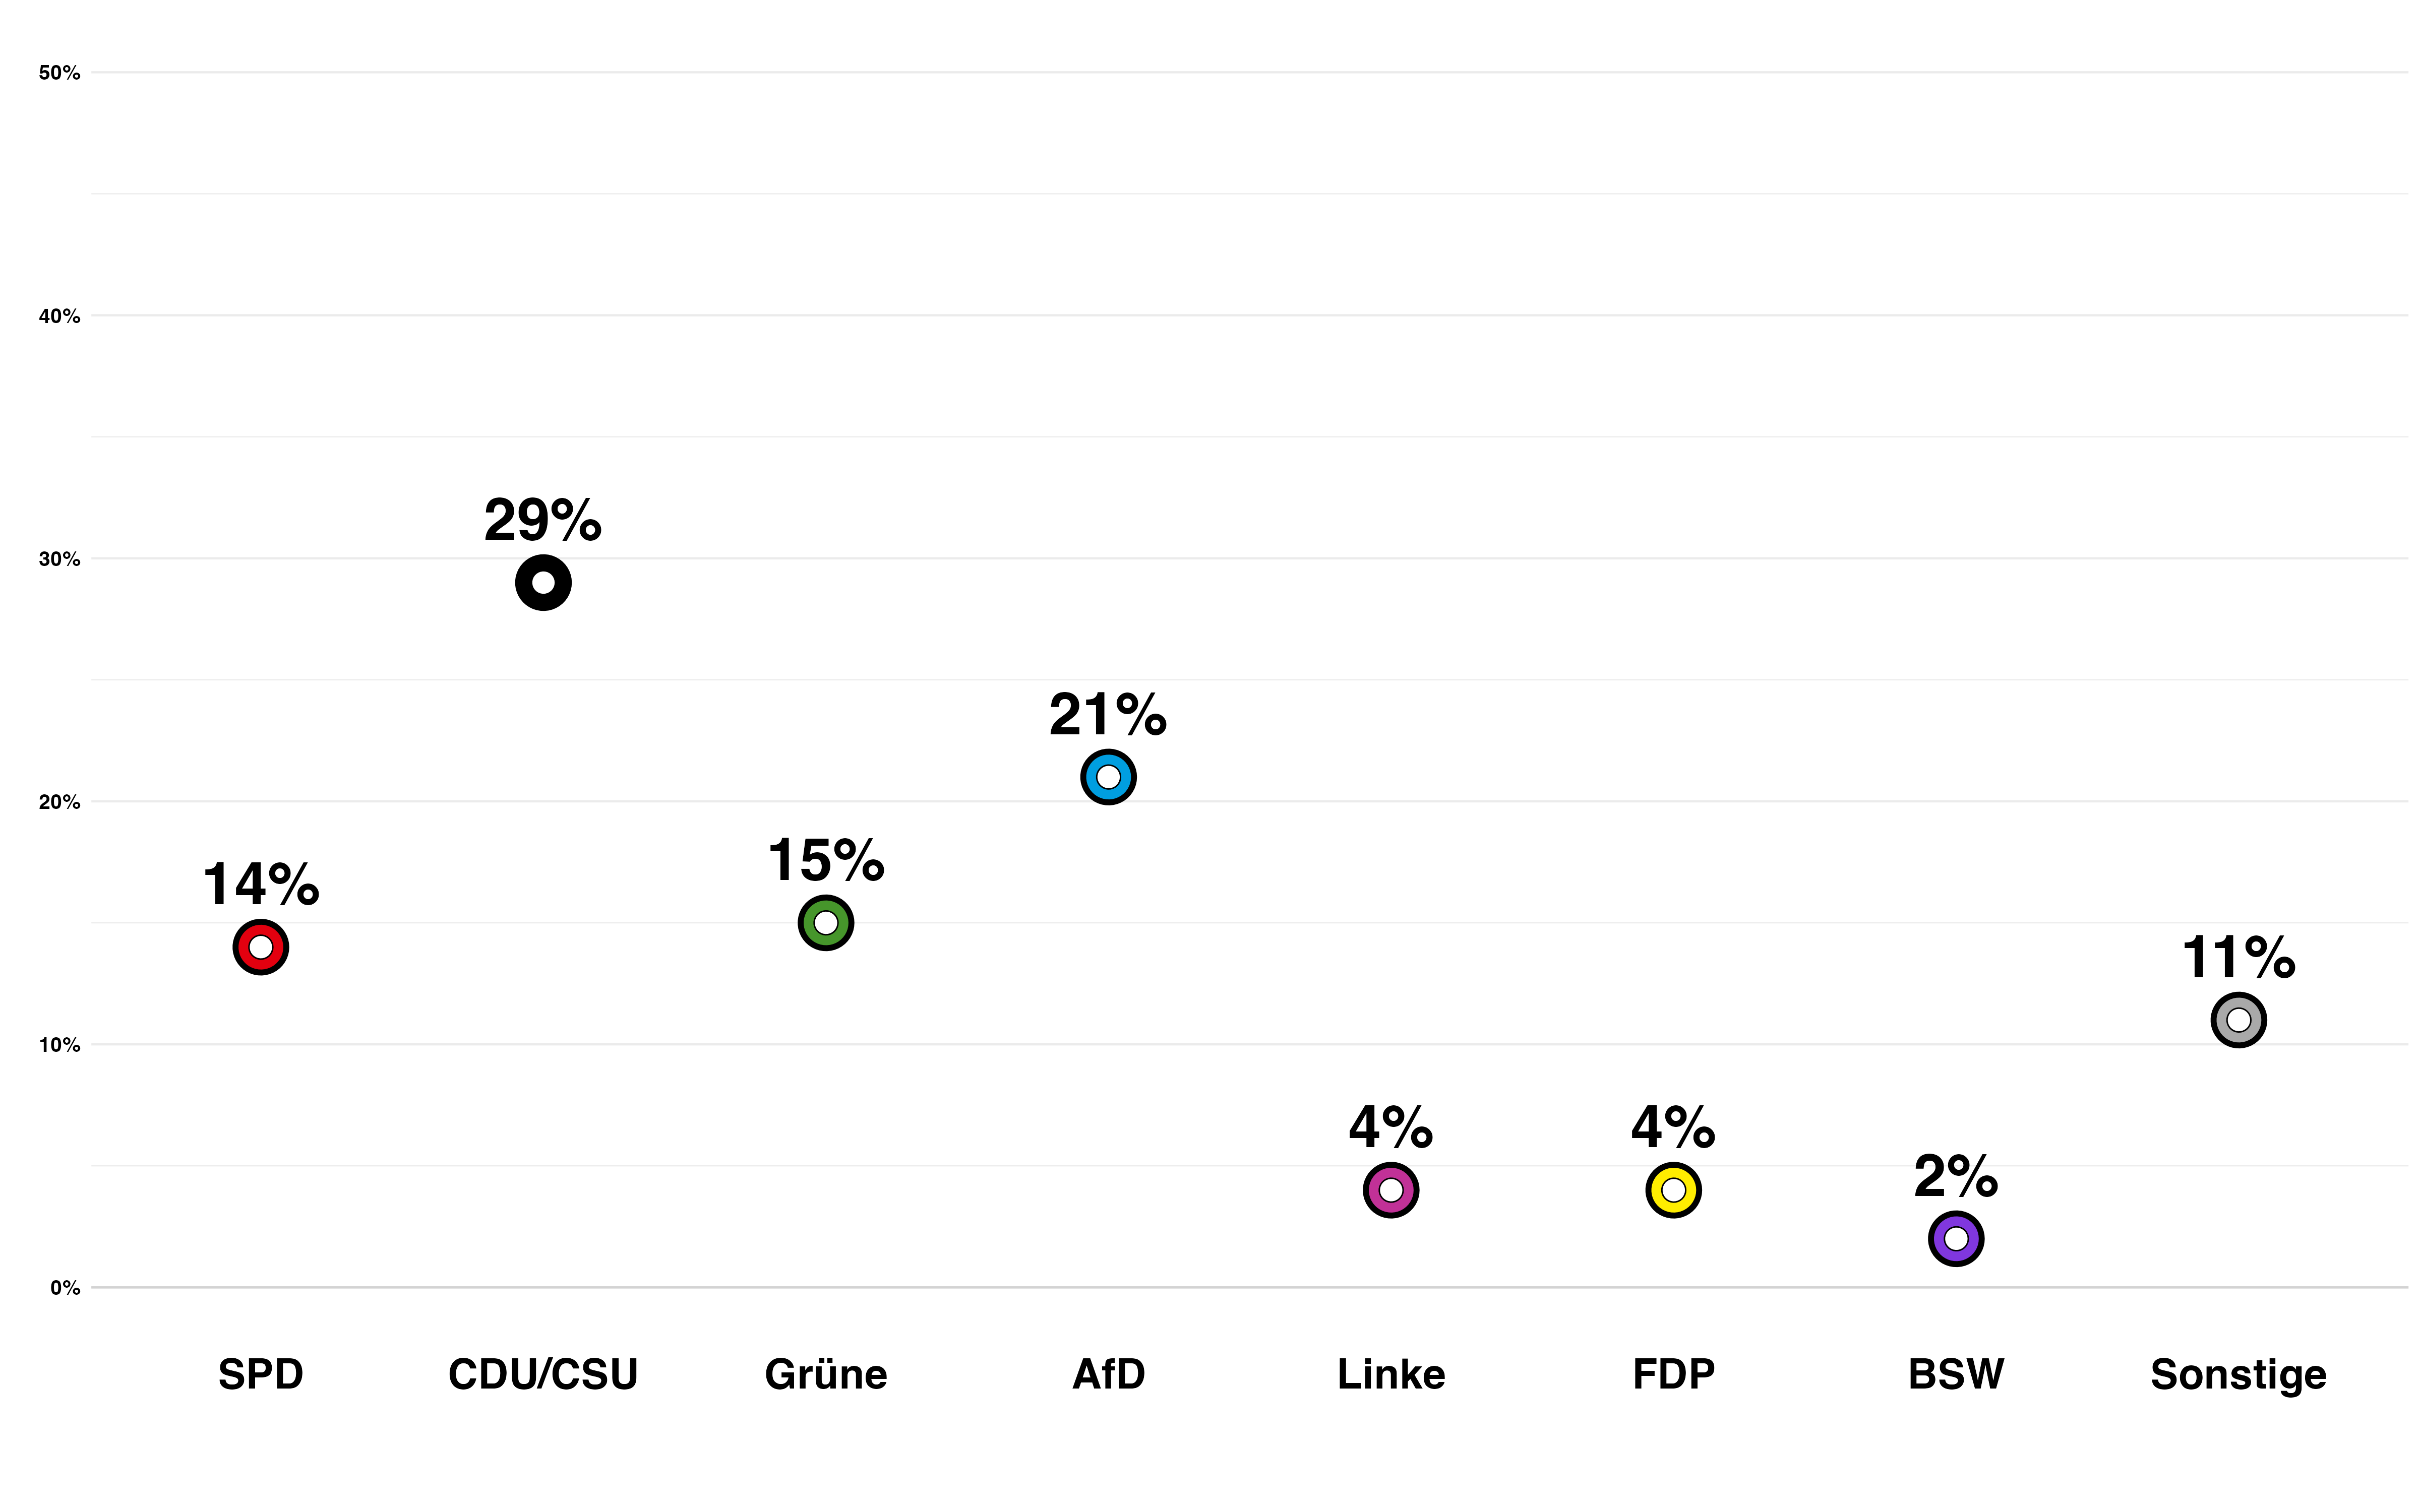 50%
40%
30%
20%
10%
0%
14%
29%
15%
21%
4%
4%
2%
11%
SPD
CDU/CSU
Grüne
AfD
Linke
FDP
BSW
Sonstige